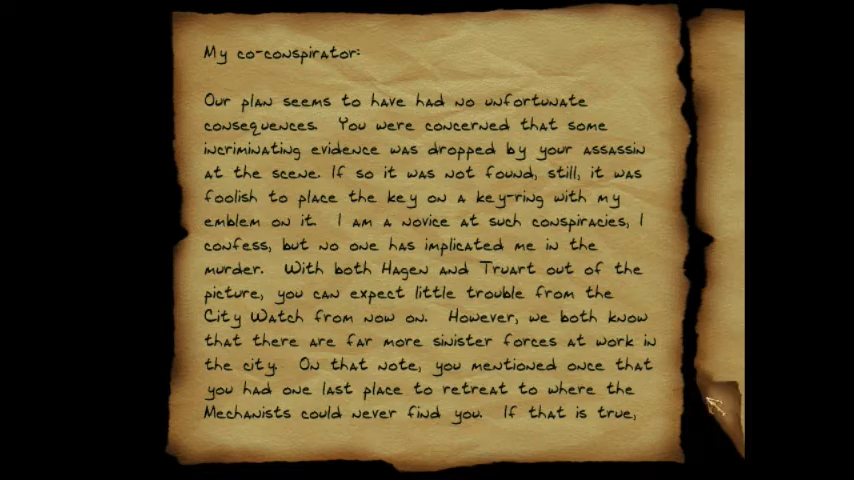 My co-conspirator:
Our plan seems to have had no unfortunate
consequences. You were concerned that some
incriminating evidence was dropped by your assassin
at the scene. If so it was not found, still, it was
foolish to place the key on a key-ring with my
emblem on it. I am a novice at such conspiracies, I
confess, but no one has implicated me in the
murder. With both Hagen and Truart out of the
picture, you can expect little trouble from the
City Watch from now on. However, we both know
that there are far more sinister forces at work in
the city. On that note, you mentioned once that
you had one last place to retreat to where the
Mechanists could never find you. If that is true,